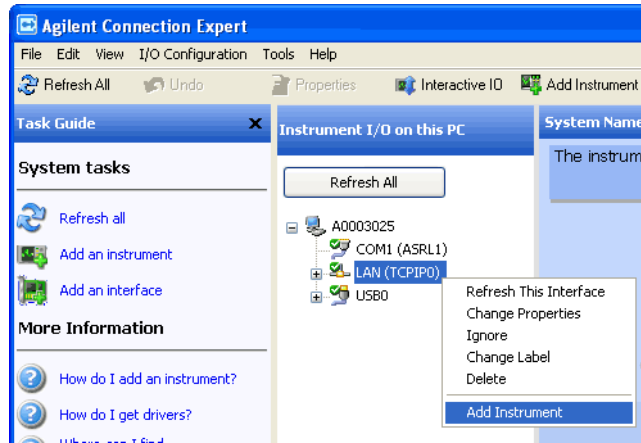 Agilent Connection Expert
File Edit View I/O Configuration Tools Help
Refresh All Undo Properties Interactive IO Add Instrument
Task Guide X
System tasks
Refresh all
Add an instrument
Add an interface
More Information
How do I add an instrument?
How do I get drivers?
Where can I find
Instrument I/O on this PC
Refresh All
A0003025
COM1 (ASRL1)
LAN (TCPIP0)
USB0
Refresh This Interface
Change Properties
Ignore
Change Label
Delete
Add Instrument
System Name
The instrum